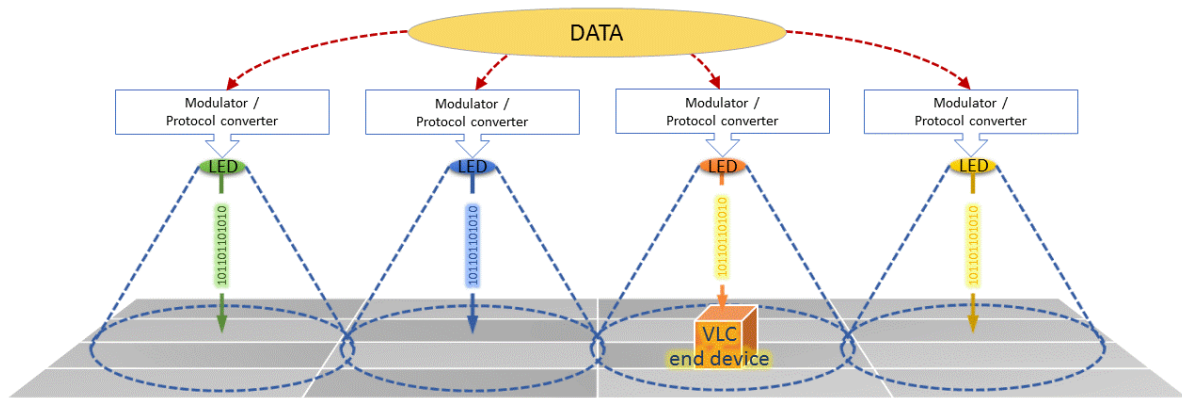 DATA
Modulator /
Protocol converter
Modulator /
Protocol converter
Modulator /
Protocol converter
Modulator /
Protocol converter
LED
LED
LED
LED
101101101010
101101101010
101101101010
101101101010
VLC
end device